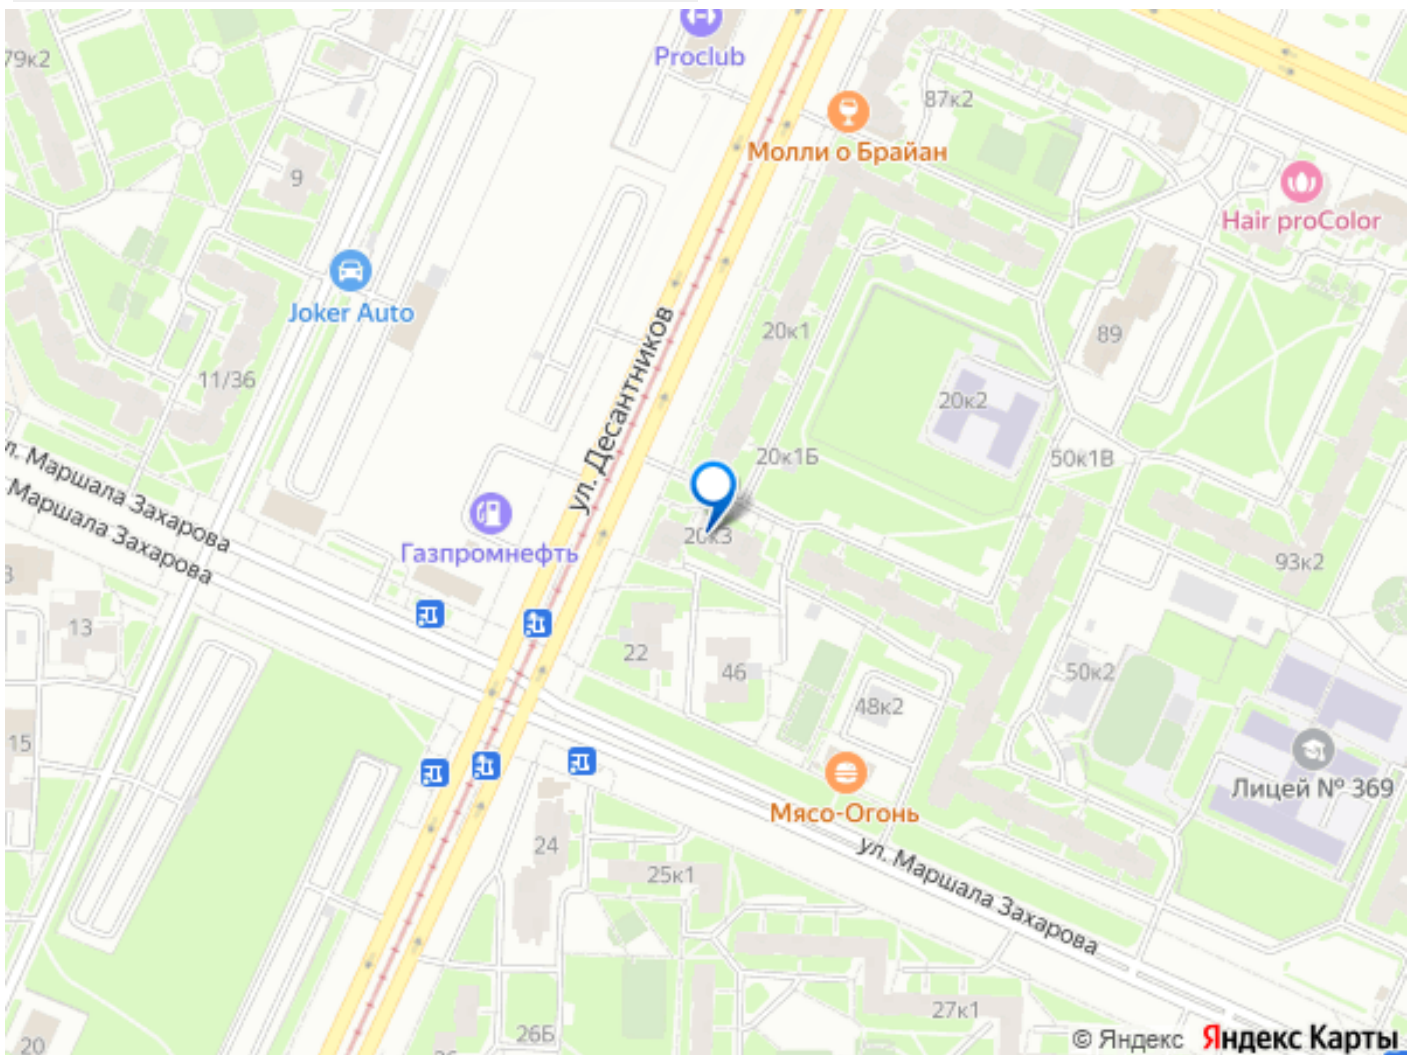 79к2
Proclub
87к2
Молли о Брайан
9
Hair proColor
Joker Auto
20к1
89
ул. Десантников
11/36
20к2
20к1Б
50к1В
ул. Маршала Захарова
Маршала Захарова
Газпромнефть
20к3
93к2
13
22
46
50к2
48к2
15
Лицей № 369
Мясо-Огонь
24
ул. Маршала Захарова
25к1
27к1
26Б
20
© Яндекс Яндекс Карты